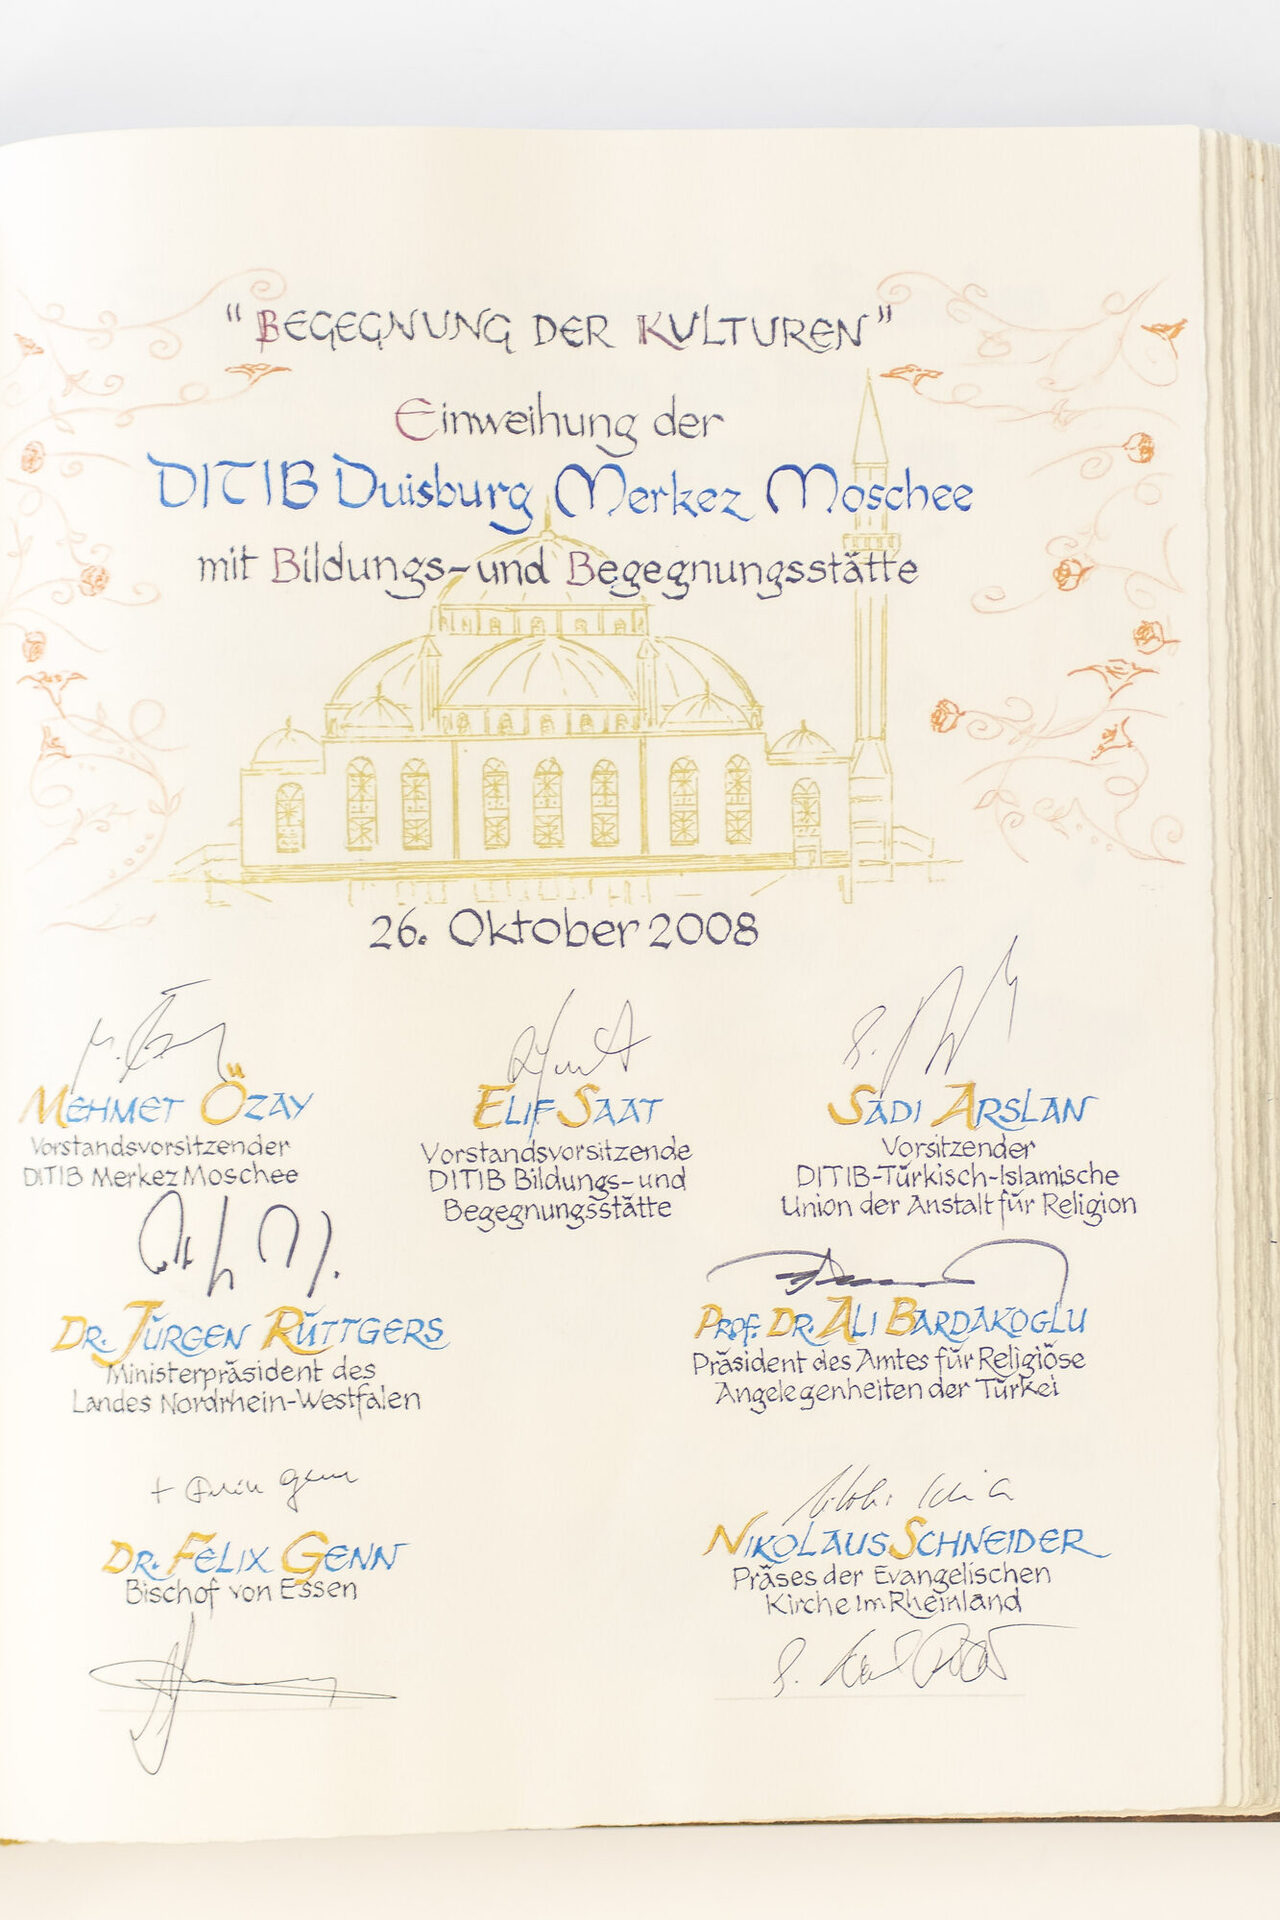 "BEGEGNUNG DER KULTUREN"
Einweihung der
DITIB Duisburg Merkez Moschee
mit Bildungs- und Begegnungsstätte
26. Oktober 2008
MEHMET ÖZAY
Vorstandsvorsitzender
DITIB Merkez Moschee
ELIF SAAT
Vorstandsvorsitzende
DITIB Bildungs- und
Begegnungsstätte
SADI ARSLAN
Vorsitzender
DITIB-Türkisch-Islamische
Union der Anstalt für Religion
DR. JÜRGEN RÜTTGERS
Ministerpräsident des
Landes Nordrhein-Westfalen
PROF. DR. ALI BARDAKOGLU
Präsident des Amtes für Religiöse
Angelegenheiten der Türkei
DR. FELIX GENN
Bischof von Essen
NIKOLAUS SCHNEIDER
Präses der Evangelischen
Kirche im Rheinland